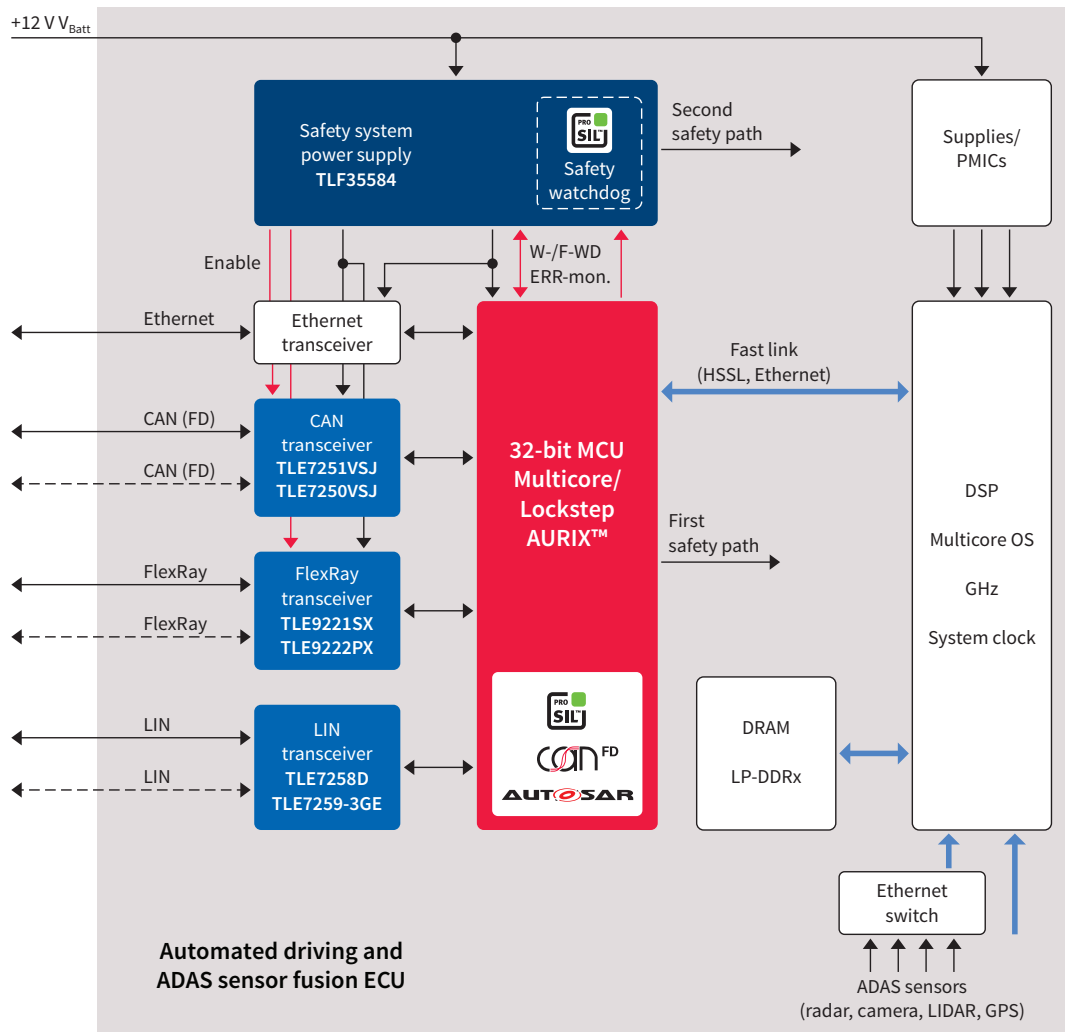 +12 V VBatt
Safety system
power supply
TLF35584
PRO
SIL™
Safety
watchdog
Second
safety path
Supplies/
PMICs
Enable
W-/F-WD
ERR-mon.
Ethernet
Ethernet
transceiver
Fast link
(HSSL, Ethernet)
CAN (FD)
CAN (FD)
CAN
transceiver
TLE7251VSJ
TLE7250VSJ
32-bit MCU
Multicore/
Lockstep
AURIX™
First
safety path
DSP
Multicore OS
GHz
System clock
FlexRay
FlexRay
FlexRay
transceiver
TLE9221SX
TLE9222PX
LIN
LIN
LIN
transceiver
TLE7258D
TLE7259-3GE
PRO
SIL™
CAN FD
AUTOSAR
DRAM
LP-DDRx
Ethernet
switch
ADAS sensors
(radar, camera, LIDAR, GPS)
Automated driving and
ADAS sensor fusion ECU